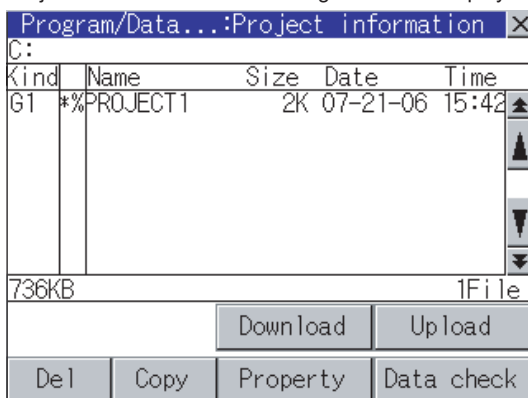 Program/Data...:Project information ×
C:
Kind Name Size Date Time
G1 *%PROJECT1 2K 07-21-06 15:42
736KB 1File
Download Upload
Del Copy Property Data check